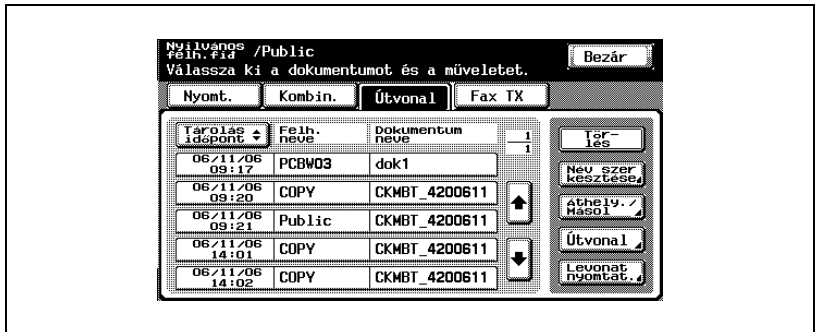 Nyilvános /Public
felh.fió
Bezár
Válassza ki a dokumentumot és a müveletet.
Nyomt. Kombin. Útvonal Fax TX
Tárolás időpont Felh. neve Dokumentum neve 1/1
06/11/06 09:17 PCBW03 dok1
06/11/06 09:20 COPY CKMBT_4200611
06/11/06 09:21 Public CKMBT_4200611
06/11/06 14:01 COPY CKMBT_4200611
06/11/06 14:02 COPY CKMBT_4200611
Tör-
lés
Név szer
kesztése
Áthely./
Másol
Útvonal
Levonat
nyomtat.